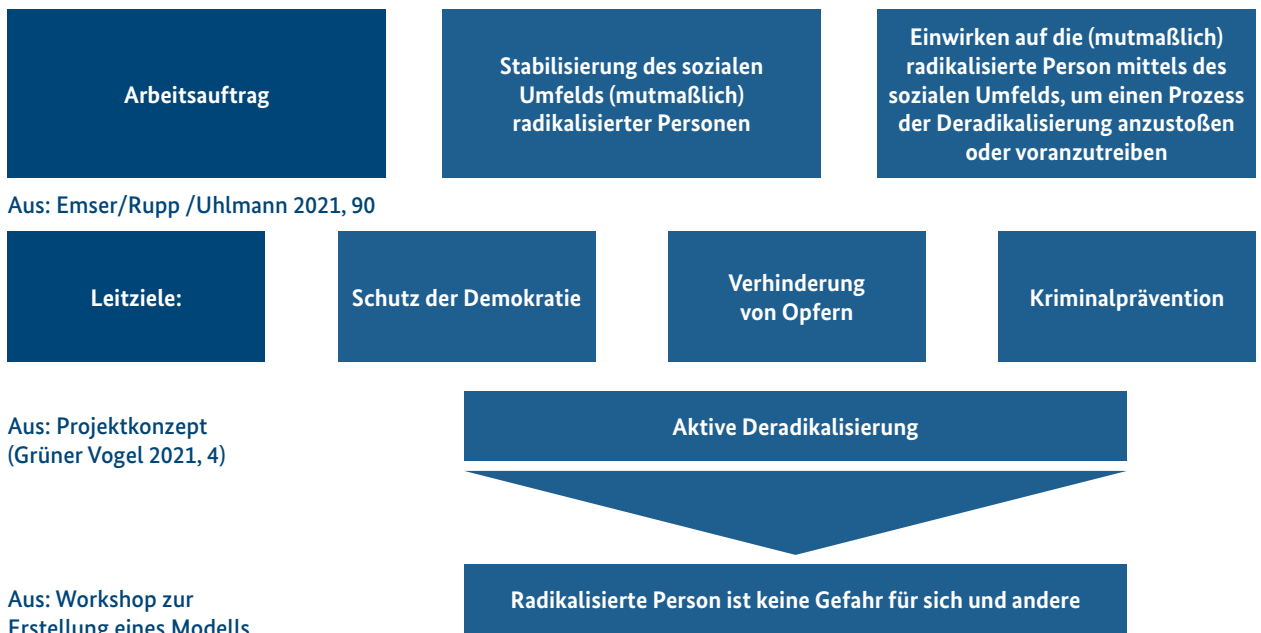 Arbeitsauftrag
Stabilisierung des sozialen
Umfelds (mutmaßlich)
radikalisierter Personen
Einwirken auf die (mutmaßlich)
radikalisierte Person mittels des
sozialen Umfelds, um einen Prozess
der Deradikalisierung anzustoßen
oder voranzutreiben
Aus: Emser/Rupp /Uhlmann 2021, 90
Leitziele:
Schutz der Demokratie
Verhinderung
von Opfern
Kriminalprävention
Aus: Projektkonzept
(Grüner Vogel 2021, 4)
Aktive Deradikalisierung
Aus: Workshop zur
Erstellung eines Modells
Radikalisierte Person ist keine Gefahr für sich und andere